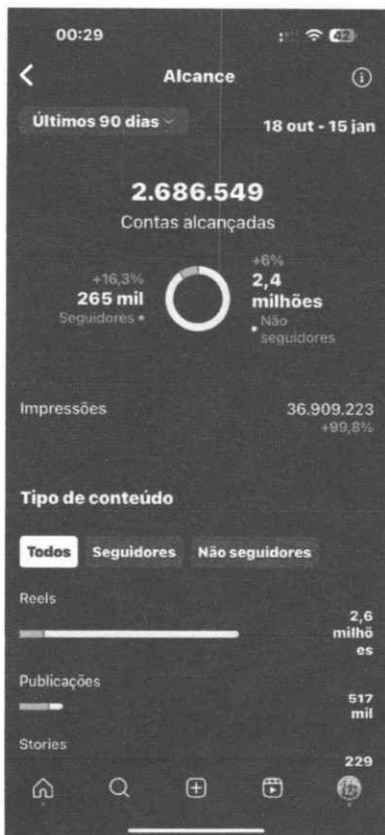 00:29
42
Alcance
Últimos 90 dias
18 out - 15 jan
2.686.549
Contas alcançadas
+16,3%
265 mil
Seguidores
+6%
2,4
milhões
Não
seguidores
Impressões
36.909.223
+99,8%
Tipo de conteúdo
Todos
Seguidores
Não seguidores
Reels
2,6
milhõ
es
Publicações
517
mil
Stories
229